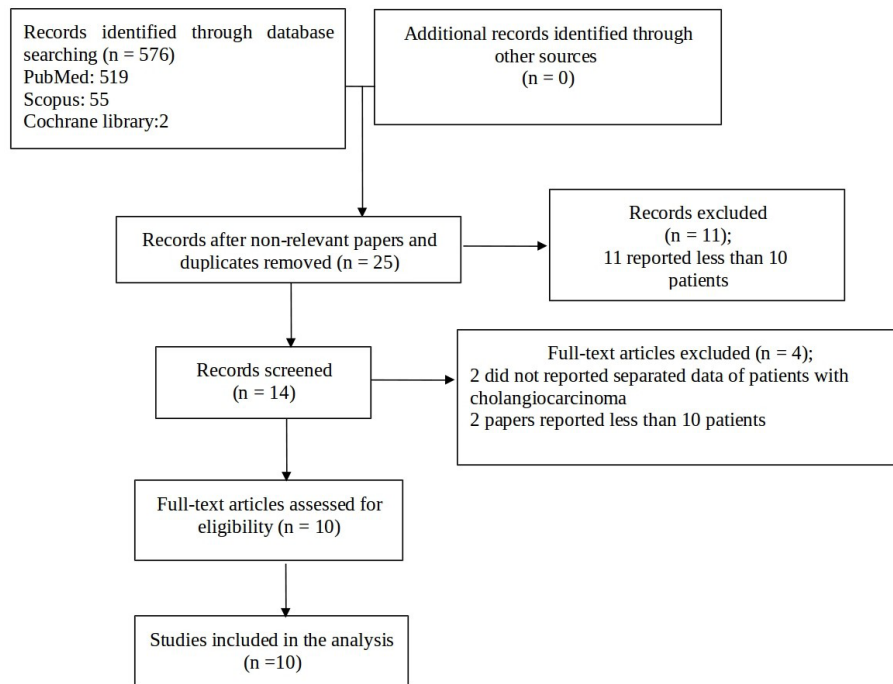 Records identified through database
searching (n = 576)
PubMed: 519
Scopus: 55
Cochrane library:2
Additional records identified through
other sources
(n = 0)
Records after non-relevant papers and
duplicates removed (n = 25)
Records excluded
(n = 11);
11 reported less than 10
patients
Records screened
(n = 14)
Full-text articles excluded (n = 4);
2 did not reported separated data of patients with
cholangiocarcinoma
2 papers reported less than 10 patients
Full-text articles assessed for
eligibility (n = 10)
Studies included in the analysis
(n =10)